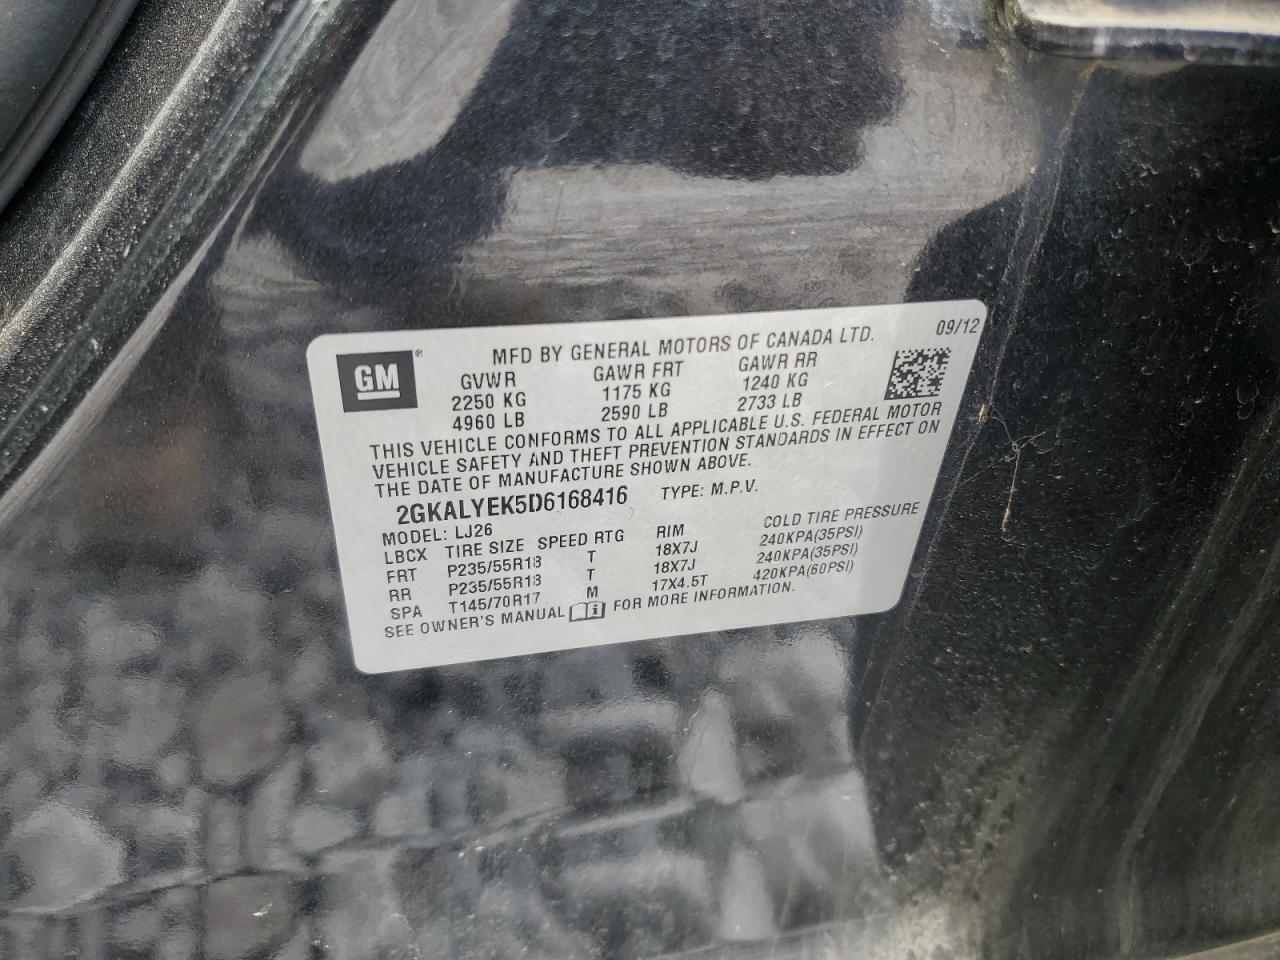 MFD BY GENERAL MOTORS OF CANADA LTD. 09/12
GM
GVWR GAWR FRT GAWR RR
2250 KG 1175 KG 1240 KG
4960 LB 2590 LB 2733 LB
THIS VEHICLE CONFORMS TO ALL APPLICABLE U.S. FEDERAL MOTOR
VEHICLE SAFETY AND THEFT PREVENTION STANDARDS IN EFFECT ON
THE DATE OF MANUFACTURE SHOWN ABOVE.
2GKALYEK5D6168416 TYPE: M.P.V.
MODEL: LJ26
LBCX TIRE SIZE SPEED RTG RIM COLD TIRE PRESSURE
FRT P235/55R18 T 18X7J 240KPA(35PSI)
RR P235/55R18 T 18X7J 240KPA(35PSI)
SPA T145/70R17 M 17X4.5T 420KPA(60PSI)
SEE OWNER'S MANUAL FOR MORE INFORMATION.